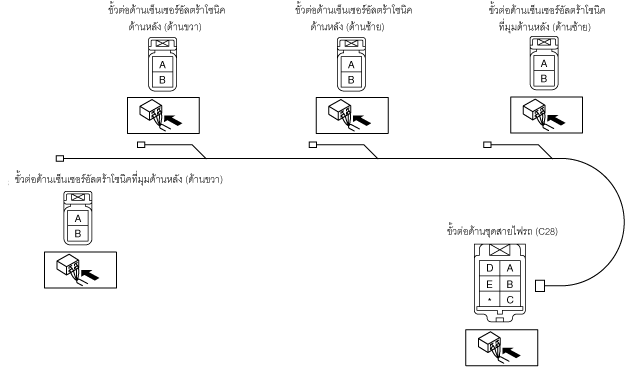 ขั้วต่อด้านเซ็นเซอร์อัลตร้าโซนิค
ด้านหลัง (ด้านขวา)
A
B
ขั้วต่อด้านเซ็นเซอร์อัลตร้าโซนิค
ด้านหลัง (ด้านซ้าย)
A
B
ขั้วต่อด้านเซ็นเซอร์อัลตร้าโซนิค
ที่มุมด้านหลัง (ด้านซ้าย)
A
B
ขั้วต่อด้านเซ็นเซอร์อัลตร้าโซนิคที่มุมด้านหลัง (ด้านขวา)
A
B
ขั้วต่อด้านชุดสายไฟรถ (C28)
D A
E B
* C